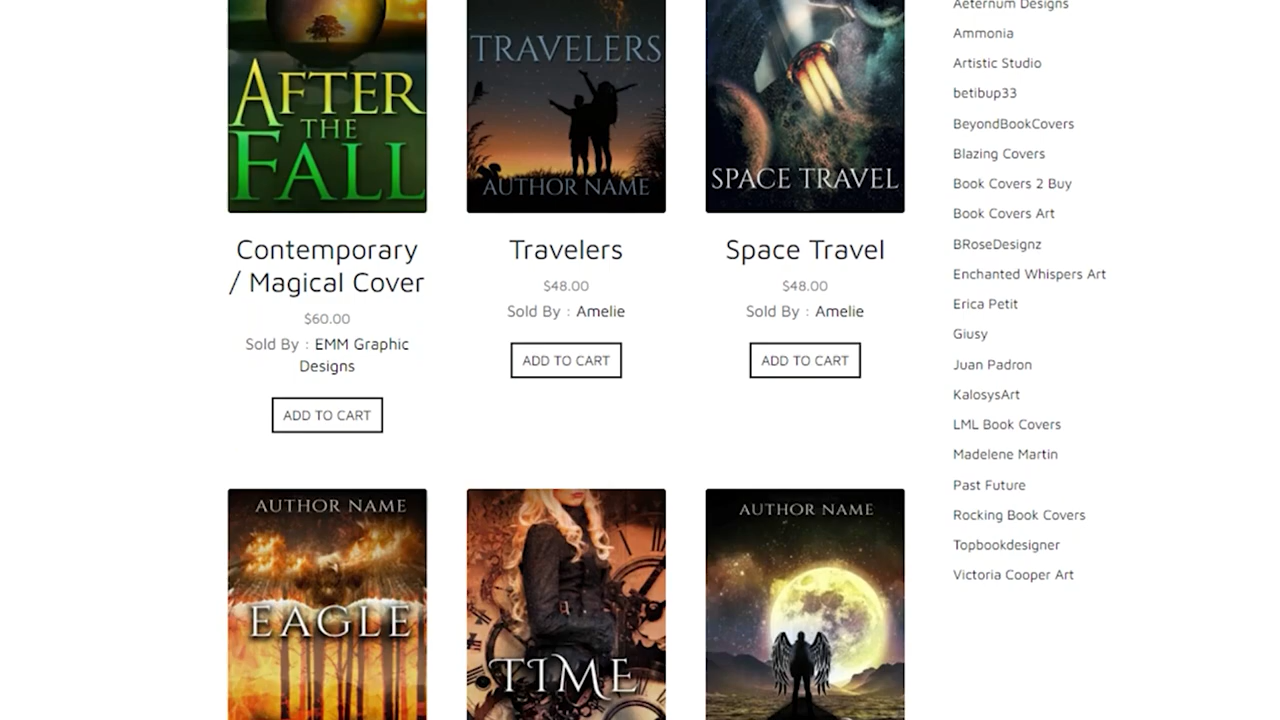 AFTER
THE
FALL
TRAVELERS
AUTHOR NAME
SPACE TRAVEL
Contemporary
/ Magical Cover
$60.00
Sold By : EMM Graphic
Designs
ADD TO CART
Travelers
$48.00
Sold By : Amelie
ADD TO CART
Space Travel
$48.00
Sold By : Amelie
ADD TO CART
AUTHOR NAME
EAGLE
TIME
AUTHOR NAME
Aeternum Designs
Ammonia
Artistic Studio
betibup33
BeyondBookCovers
Blazing Covers
Book Covers 2 Buy
Book Covers Art
BRoseDesignz
Enchanted Whispers Art
Erica Petit
Giusy
Juan Padron
KalosysArt
LML Book Covers
Madelene Martin
Past Future
Rocking Book Covers
Topbookdesigner
Victoria Cooper Art